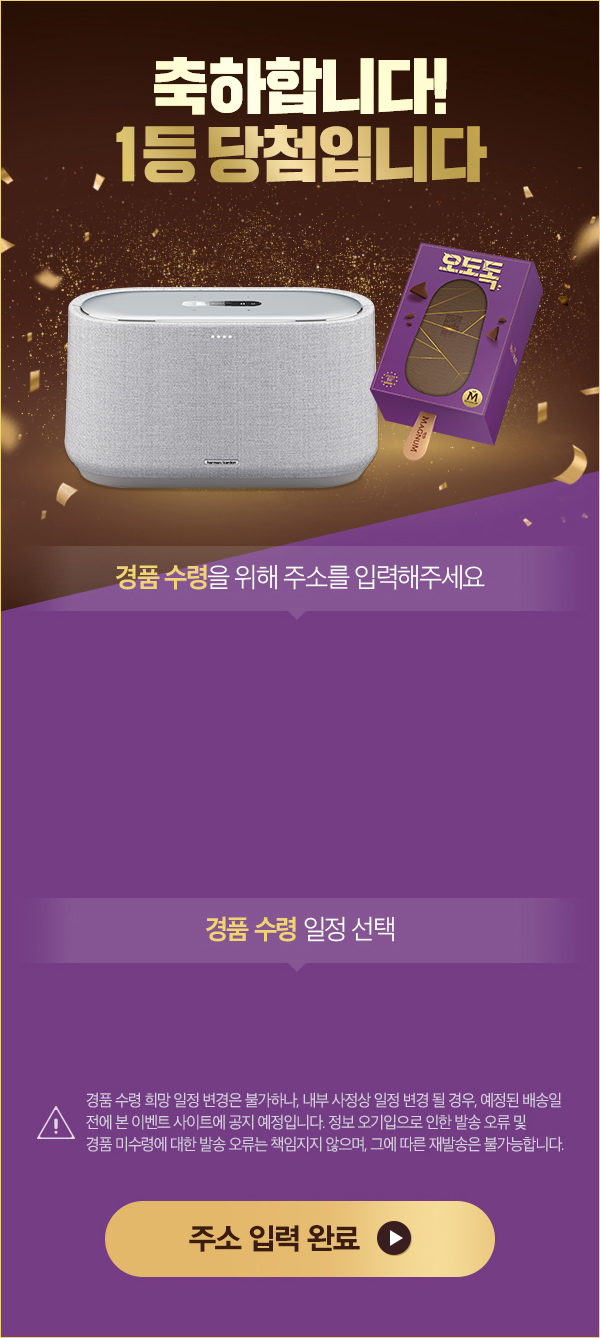 축하합니다!
1등 당첨입니다
오도독
M
MAGNUM
harman/kardon
경품 수령을 위해 주소를 입력해주세요
경품 수령 일정 선택
경품 수령 희망 일정 변경은 불가하나, 내부 사정상 일정 변경 될 경우, 예정된 배송일
전에 본 이벤트 사이트에 공지 예정입니다. 정보 오기입으로 인한 발송 오류 및
경품 미수령에 대한 발송 오류는 책임지지 않으며, 그에 따른 재발송은 불가능합니다.
주소 입력 완료